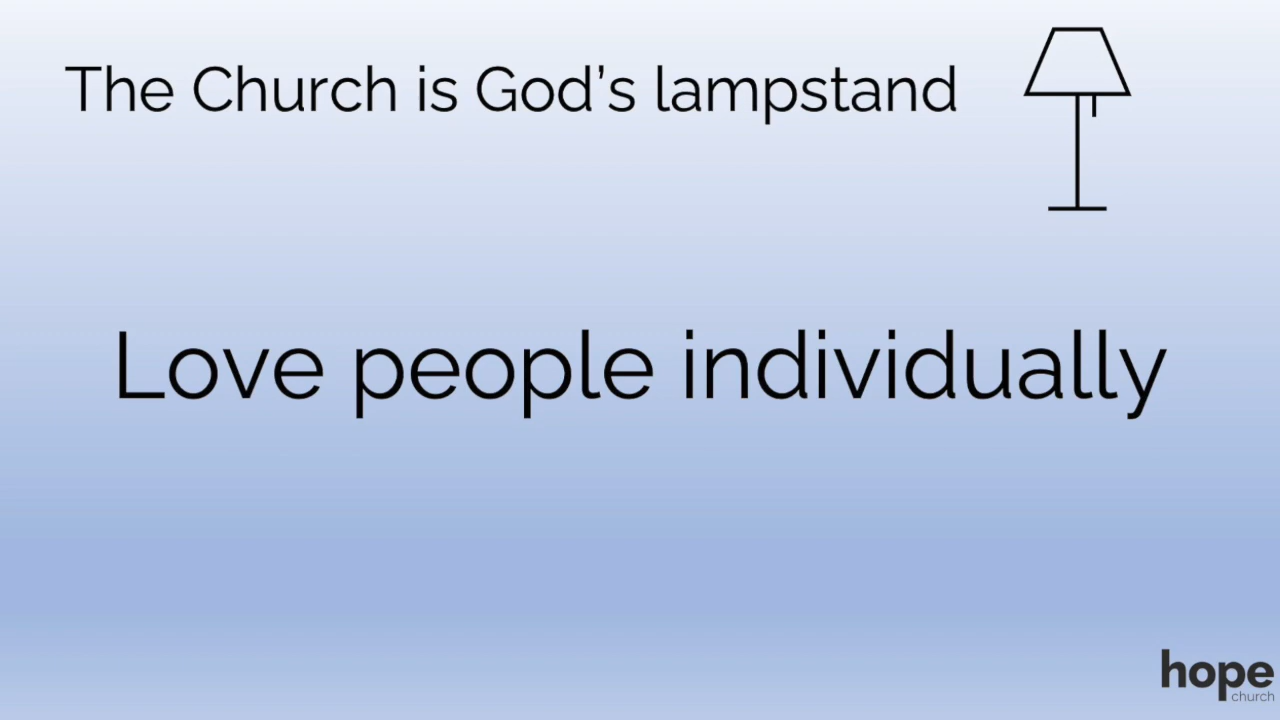 The Church is God's lampstand
Love people individually
hope
church